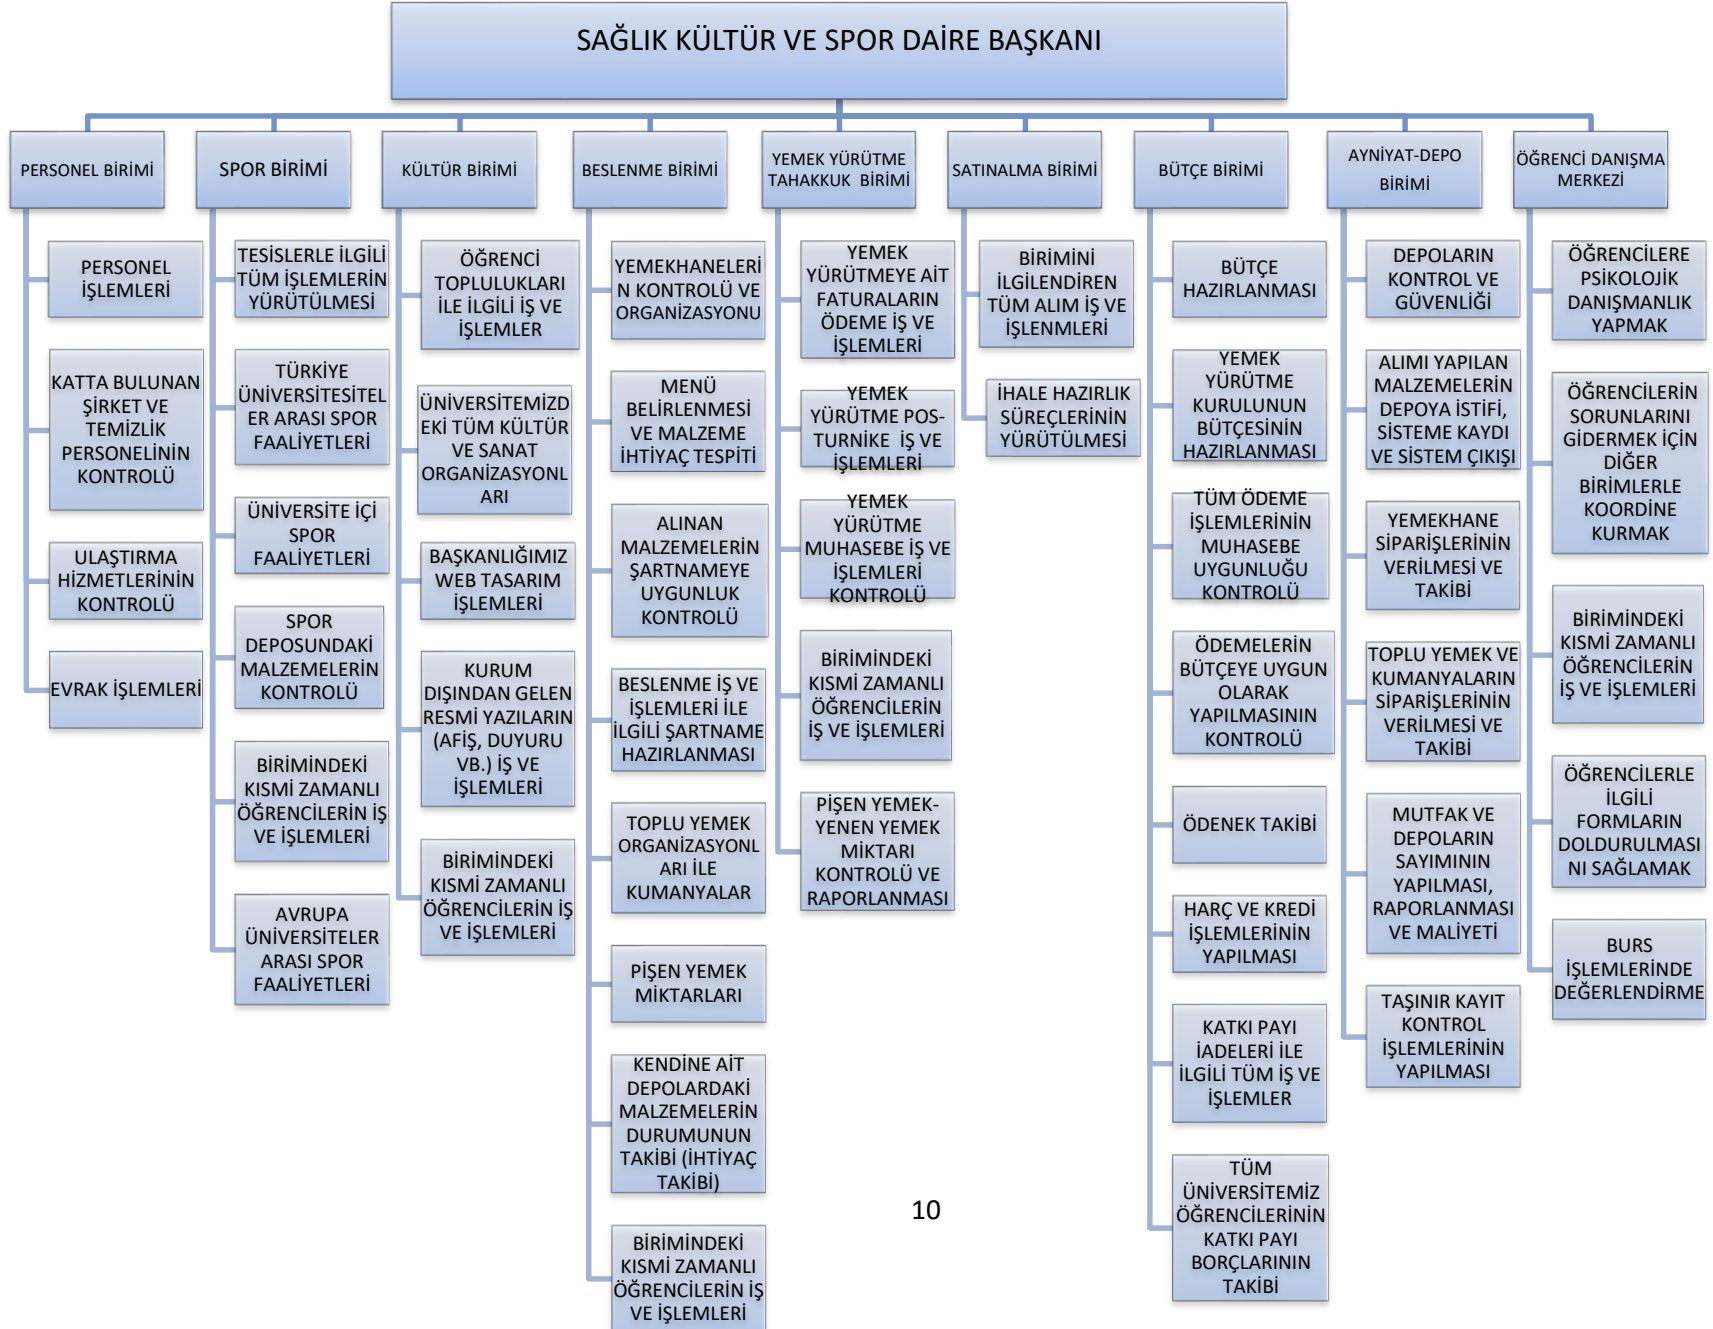 SAĞLIK KÜLTÜR VE SPOR DAİRE BAŞKANI
PERSONEL BİRİMİ
PERSONEL
İŞLEMLERİ
KATTA BULUNAN
ŞİRKET VE
TEMİZLİK
PERSONELİNİN
KONTROLÜ
ULAŞTIRMA
HİZMETLERİNİN
KONTROLÜ
EVRAK İŞLEMLERİ
SPOR BİRİMİ
TESİSLERLE İLGİLİ
TÜM İŞLEMLERİN
YÜRÜTÜLMESİ
TÜRKİYE
ÜNİVERSİTESİTEL
ER ARASI SPOR
FAALİYETLERİ
ÜNİVERSİTE İÇİ
SPOR
FAALİYETLERİ
SPOR
DEPOSUNDAKİ
MALZEMELERİN
KONTROLÜ
BİRİMİNDEKİ
KISMİ ZAMANLI
ÖĞRENCİLERİN İŞ
VE İŞLEMLERİ
AVRUPA
ÜNİVERSİTELER
ARASI SPOR
FAALİYETLERİ
KÜLTÜR BİRİMİ
ÖĞRENCİ
TOPLULUKLARI
İLE İLGİLİ İŞ VE
İŞLEMLER
ÜNİVERSİTEMİZD
EKİ TÜM KÜLTÜR
VE SANAT
ORGANİZASYONL
ARI
BAŞKANLIĞIMIZ
WEB TASARIM
İŞLEMLERİ
KURUM
DIŞINDAN GELEN
RESMİ YAZILARIN
(AFİŞ, DUYURU
VB.) İŞ VE
İŞLEMLERİ
BİRİMİNDEKİ
KISMİ ZAMANLI
ÖĞRENCİLERİN İŞ
VE İŞLEMLERİ
BESLENME BİRİMİ
YEMEKHANELERİ
N KONTROLÜ VE
ORGANİZASYONU
MENÜ
BELİRLENMESİ
VE MALZEME
İHTİYAÇ TESPİTİ
ALINAN
MALZEMELERİN
ŞARTNAMEYE
UYGUNLUK
KONTROLÜ
BESLENME İŞ VE
İŞLEMLERİ İLE
İLGİLİ ŞARTNAME
HAZIRLANMASI
TOPLU YEMEK
ORGANİZASYONL
ARI İLE
KUMANYALAR
PİŞEN YEMEK
MİKTARLARI
KENDİNE AİT
DEPOLARDAKİ
MALZEMELERİN
DURUMUNUN
TAKİBİ (İHTİYAÇ
TAKİBİ)
BİRİMİNDEKİ
KISMİ ZAMANLI
ÖĞRENCİLERİN İŞ
VE İŞLEMLERİ
YEMEK YÜRÜTME
TAHAKKUK BİRİMİ
YEMEK
YÜRÜTMEYE AİT
FATURALARIN
ÖDEME İŞ VE
İŞLEMLERİ
YEMEK
YÜRÜTME POS-
TURNİKE İŞ VE
İŞLEMLERİ
YEMEK
YÜRÜTME
MUHASEBE İŞ VE
İŞLEMLERİ
KONTROLÜ
BİRİMİNDEKİ
KISMİ ZAMANLI
ÖĞRENCİLERİN
İŞ VE İŞLEMLERİ
PİŞEN YEMEK-
YENEN YEMEK
MİKTARI
KONTROLÜ VE
RAPORLANMASI
SATINALMA BİRİMİ
BİRİMİNİ
İLGİLENDİREN
TÜM ALIM İŞ VE
İŞLENMLERİ
İHALE HAZIRLIK
SÜREÇLERİNİN
YÜRÜTÜLMESİ
BÜTÇE BİRİMİ
BÜTÇE
HAZIRLANMASI
YEMEK
YÜRÜTME
KURULUNUN
BÜTÇESİNİN
HAZIRLANMASI
TÜM ÖDEME
İŞLEMLERİNİN
MUHASEBE
UYGUNLUĞU
KONTROLÜ
ÖDEMELERİN
BÜTÇEYE UYGUN
OLARAK
YAPILMASININ
KONTROLÜ
ÖDENEK TAKİBİ
HARÇ VE KREDİ
İŞLEMLERİNİN
YAPILMASI
KATKI PAYI
İADELERİ İLE
İLGİLİ TÜM İŞ VE
İŞLEMLER
TÜM
ÜNİVERSİTEMİZ
ÖĞRENCİLERİNİN
KATKI PAYI
BORÇLARININ
TAKİBİ
AYNİYAT-DEPO
BİRİMİ
DEPOLARIN
KONTROL VE
GÜVENLİĞİ
ALIMI YAPILAN
MALZEMELERİN
DEPOYA İSTİFİ,
SİSTEME KAYDI
VE SİSTEM ÇIKIŞI
YEMEKHANE
SİPARİŞLERİNİN
VERİLMESİ VE
TAKİBİ
TOPLU YEMEK VE
KUMANYALARIN
SİPARİŞLERİNİN
VERİLMESİ VE
TAKİBİ
MUTFAK VE
DEPOLARIN
SAYIMININ
YAPILMASI,
RAPORLANMASI
VE MALİYETİ
TAŞINIR KAYIT
KONTROL
İŞLEMLERİNİN
YAPILMASI
ÖĞRENCİ DANIŞMA
MERKEZİ
ÖĞRENCİLERE
PSİKOLOJİK
DANIŞMANLIK
YAPMAK
ÖĞRENCİLERİN
SORUNLARINI
GİDERMEK İÇİN
DİĞER
BİRİMLERLE
KOORDİNE
KURMAK
BİRİMİNDEKİ
KISMİ ZAMANLI
ÖĞRENCİLERİN
İŞ VE İŞLEMLERİ
ÖĞRENCİLERLE
İLGİLİ
FORMLARIN
DOLDURULMASI
NI SAĞLAMAK
BURS
İŞLEMLERİNDE
DEĞERLENDİRME
10